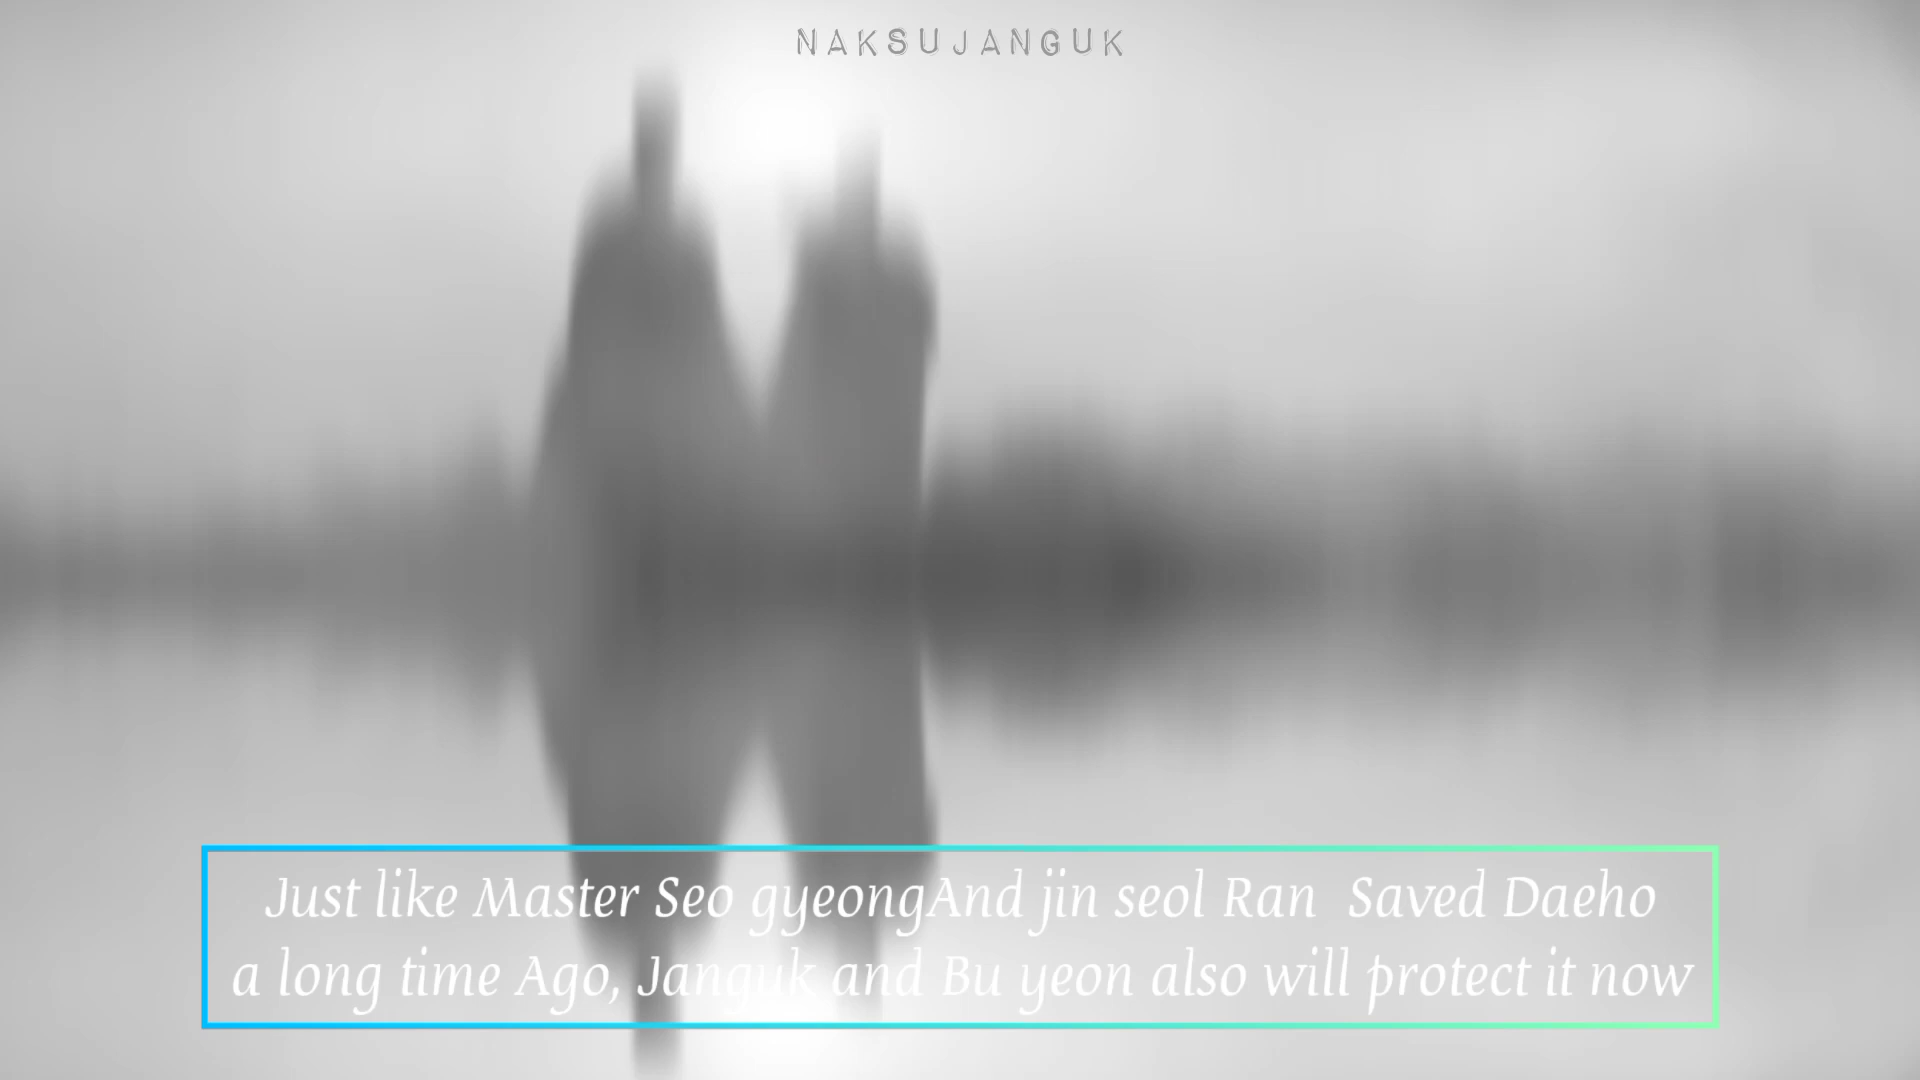 NAKSUJANGUK
Just like Master Seo gyeongAnd jin seol Ran Saved Daeho
a long time Ago, Janguk and Bu yeon also will protect it now